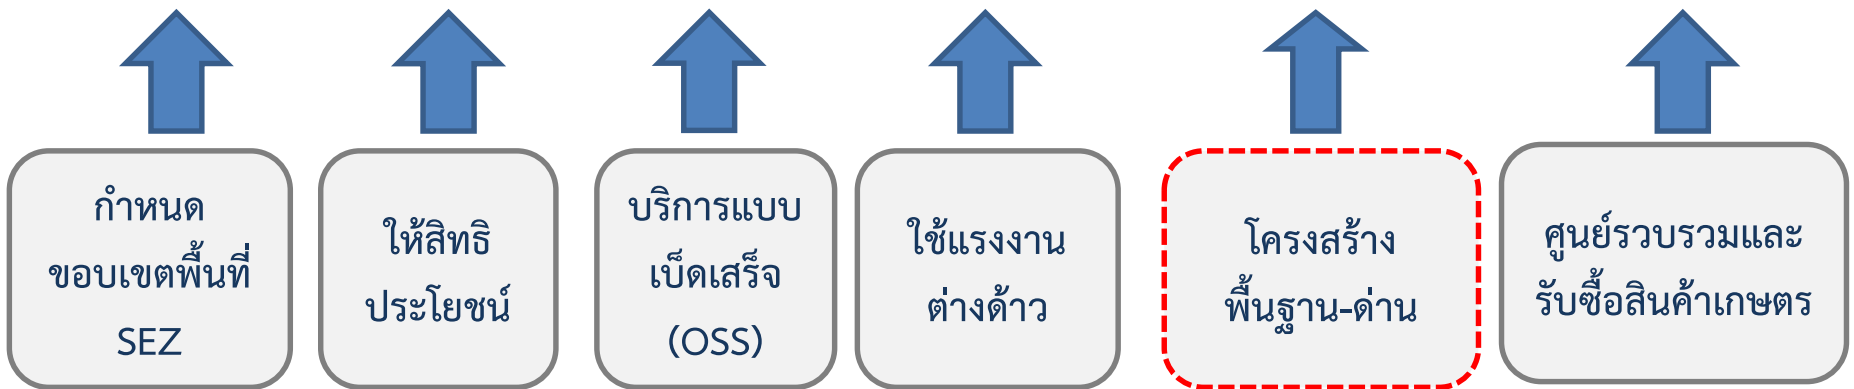 กำหนด
ขอบเขตพื้นที่
SEZ
ให้สิทธิ
ประโยชน์
บริการแบบ
เบ็ดเสร็จ
(OSS)
ใช้แรงงาน
ต่างด้าว
โครงสร้าง
พื้นฐาน-ด่าน
ศูนย์รวบรวมและ
รับซื้อสินค้าเกษตร